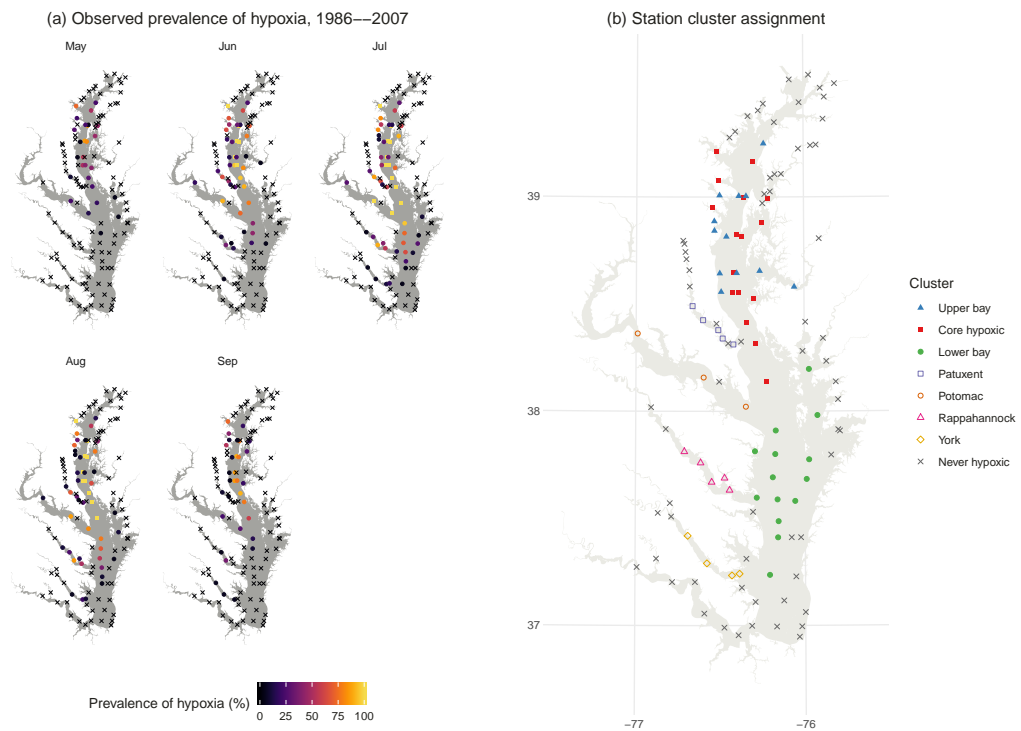 (a) Observed prevalence of hypoxia, 1986−−2007
May
Jun
Jul
Aug
Sep
Prevalence of hypoxia (%)
0 25 50 75 100
(b) Station cluster assignment
39
38
37
−77
−76
Cluster
Upper bay
Core hypoxic
Lower bay
Patuxent
Potomac
Rappahannock
York
Never hypoxic